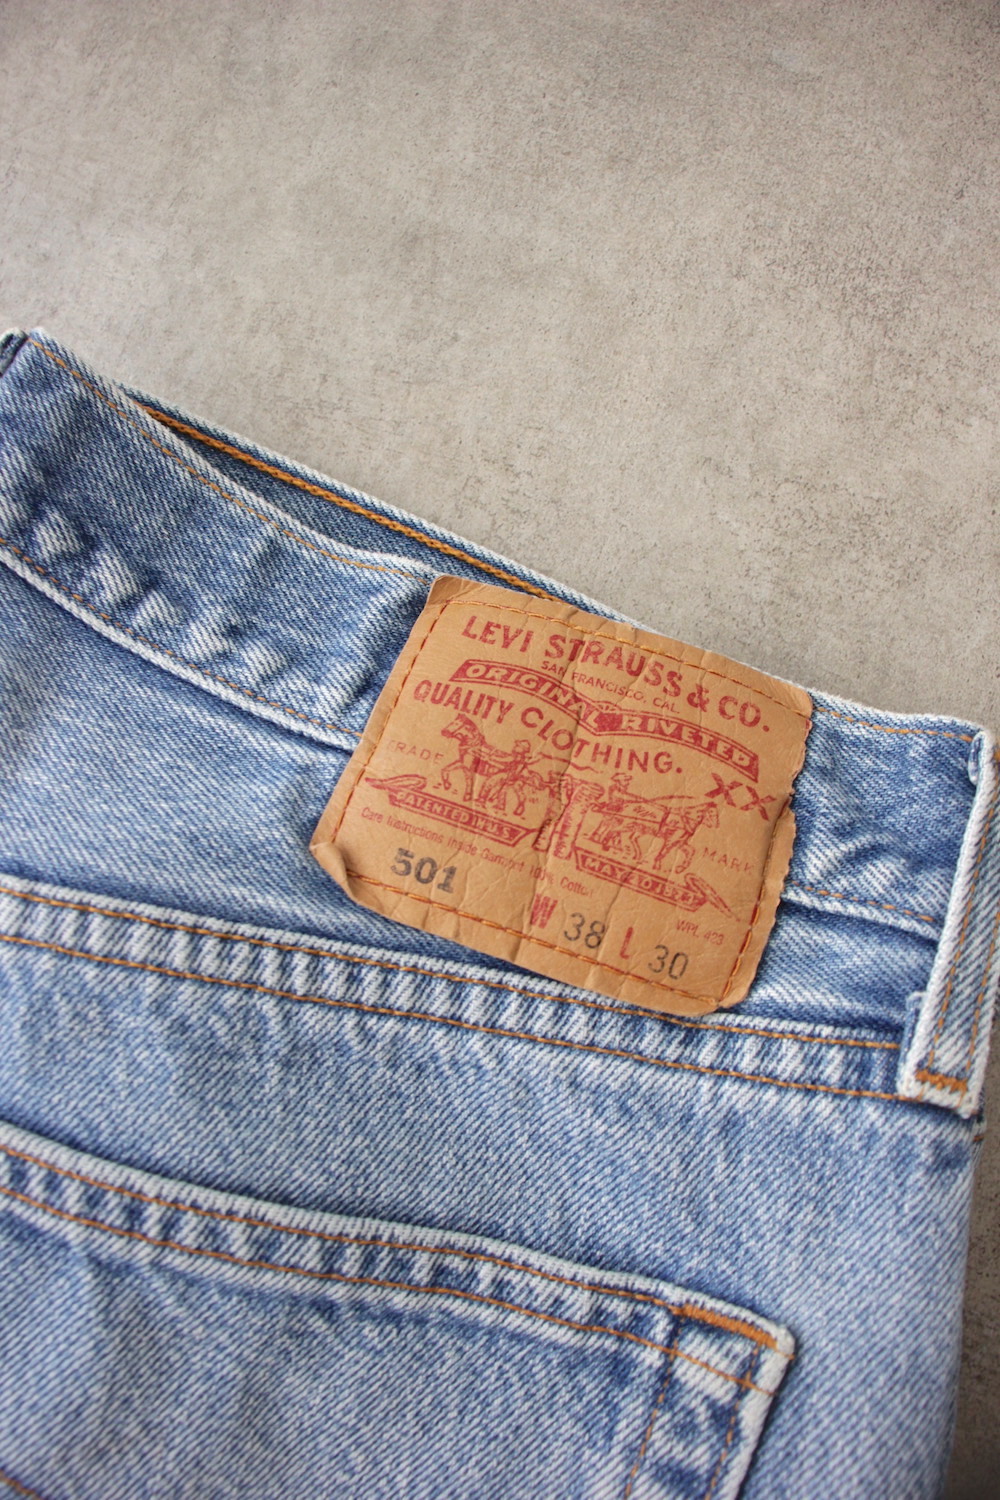 LEVI STRAUSS & CO.
SAN FRANCISCO, CAL.
ORIGINAL RIVETED
QUALITY CLOTHING.
XX
TRADE MARK
PATENTED IN U.S. MAY 20 1873
Care Instructions Inside Garment 100% Cotton
501
WPL 423
W 38 L 30